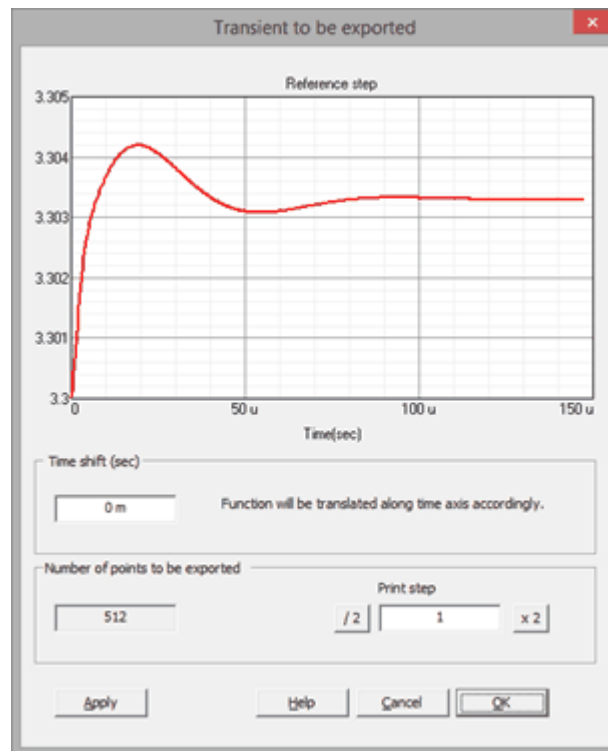 Transient to be exported
Reference step
3.305
3.304
3.303
3.302
3.301
3.3
0 50 u 100 u 150 u
Time(sec)
Time shift (sec)
0 m Function will be translated along time axis accordingly.
Number of points to be exported
Print step
512 / 2 1 x 2
Apply Help Cancel OK